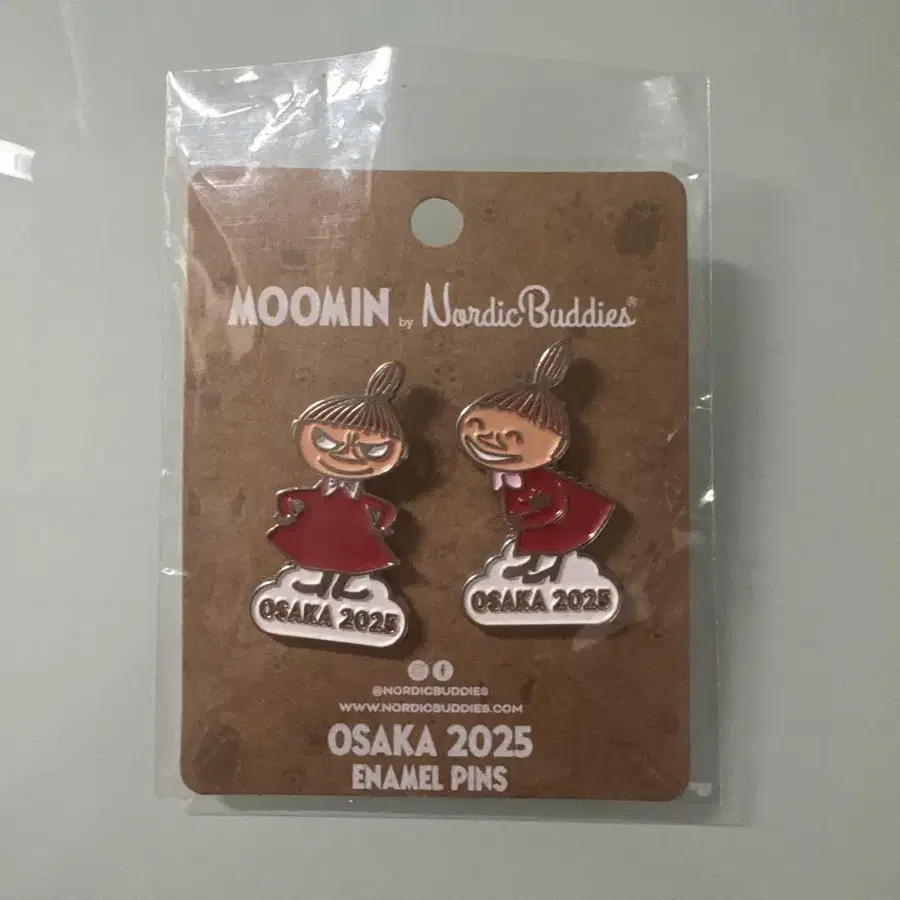 MOOMIN by NordicBuddies®
OSAKA 2025
OSAKA 2025
@NORDICBUDDIES
WWW.NORDICBUDDIES.COM
OSAKA 2025
ENAMEL PINS